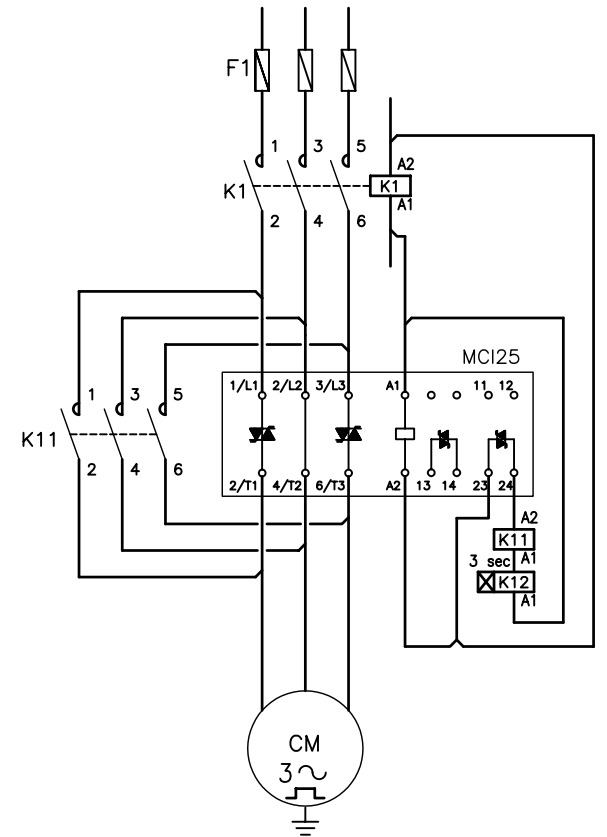 F1
1 3 5
A2
K1
K1
A1
2 4 6
MCI25
1/L1 2/L2 3/L3 A1 11 12
1 3 5
K11
2 4 6
2/T1 4/T2 6/T3 A2 13 14 23 24
A2
K11
3 sec A1
K12
A1
CM
3~